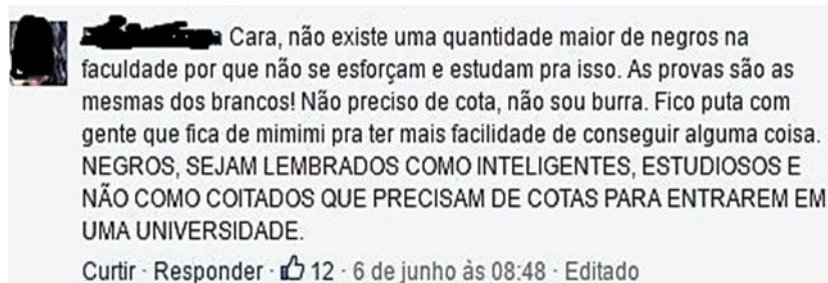 Cara, não existe uma quantidade maior de negros na
faculdade por que não se esforçam e estudam pra isso. As provas são as
mesmas dos brancos! Não preciso de cota, não sou burra. Fico puta com
gente que fica de mimimi pra ter mais facilidade de conseguir alguma coisa.
NEGROS, SEJAM LEMBRADOS COMO INTELIGENTES, ESTUDIOSOS E
NÃO COMO COITADOS QUE PRECISAM DE COTAS PARA ENTRAREM EM
UMA UNIVERSIDADE.
Curtir · Responder · 12 · 6 de junho às 08:48 · Editado